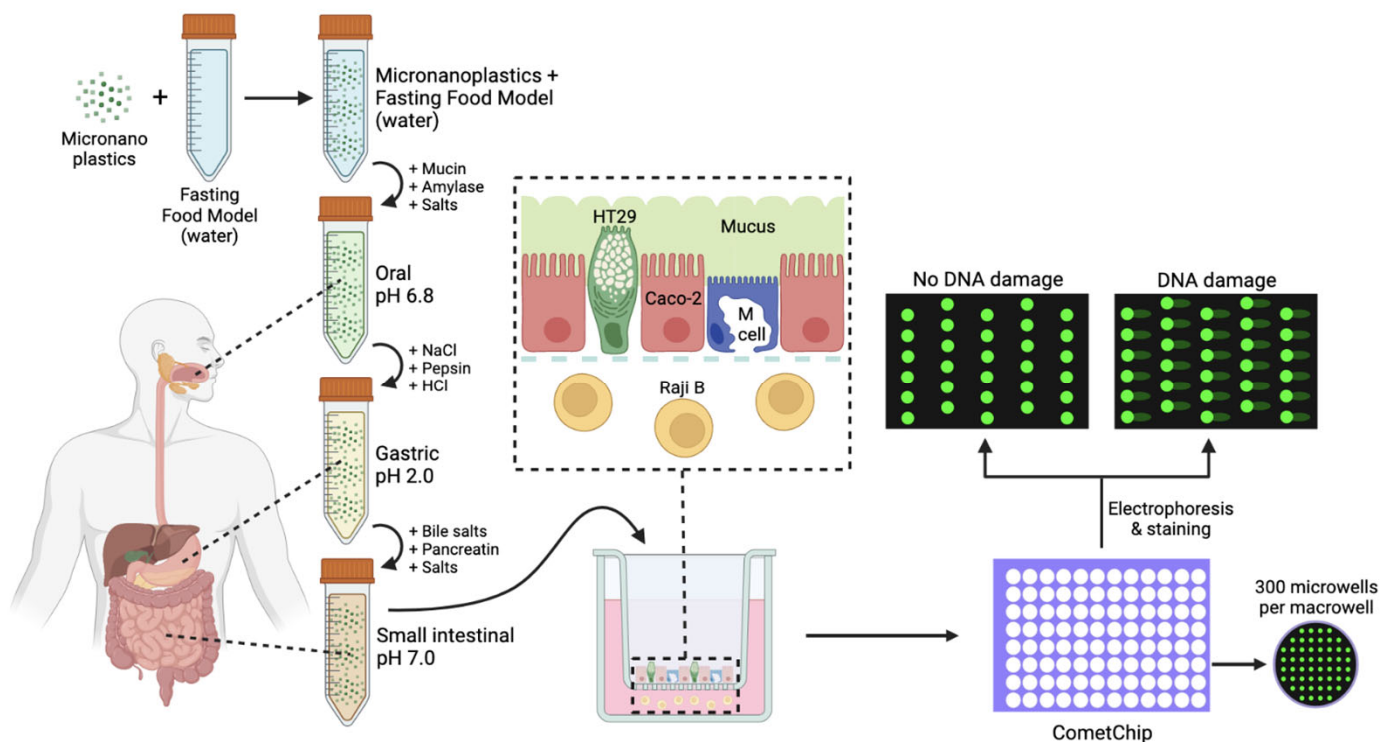 Micronano
plastics
+
Fasting
Food Model
(water)
Micronanoplastics +
Fasting Food Model
(water)
+ Mucin
+ Amylase
+ Salts
Oral
pH 6.8
+ NaCl
+ Pepsin
+ HCl
Gastric
pH 2.0
+ Bile salts
+ Pancreatin
+ Salts
Small intestinal
pH 7.0
HT29
Mucus
Caco-2
M
cell
Raji B
No DNA damage
DNA damage
Electrophoresis
& staining
300 microwells
per macrowell
CometChip